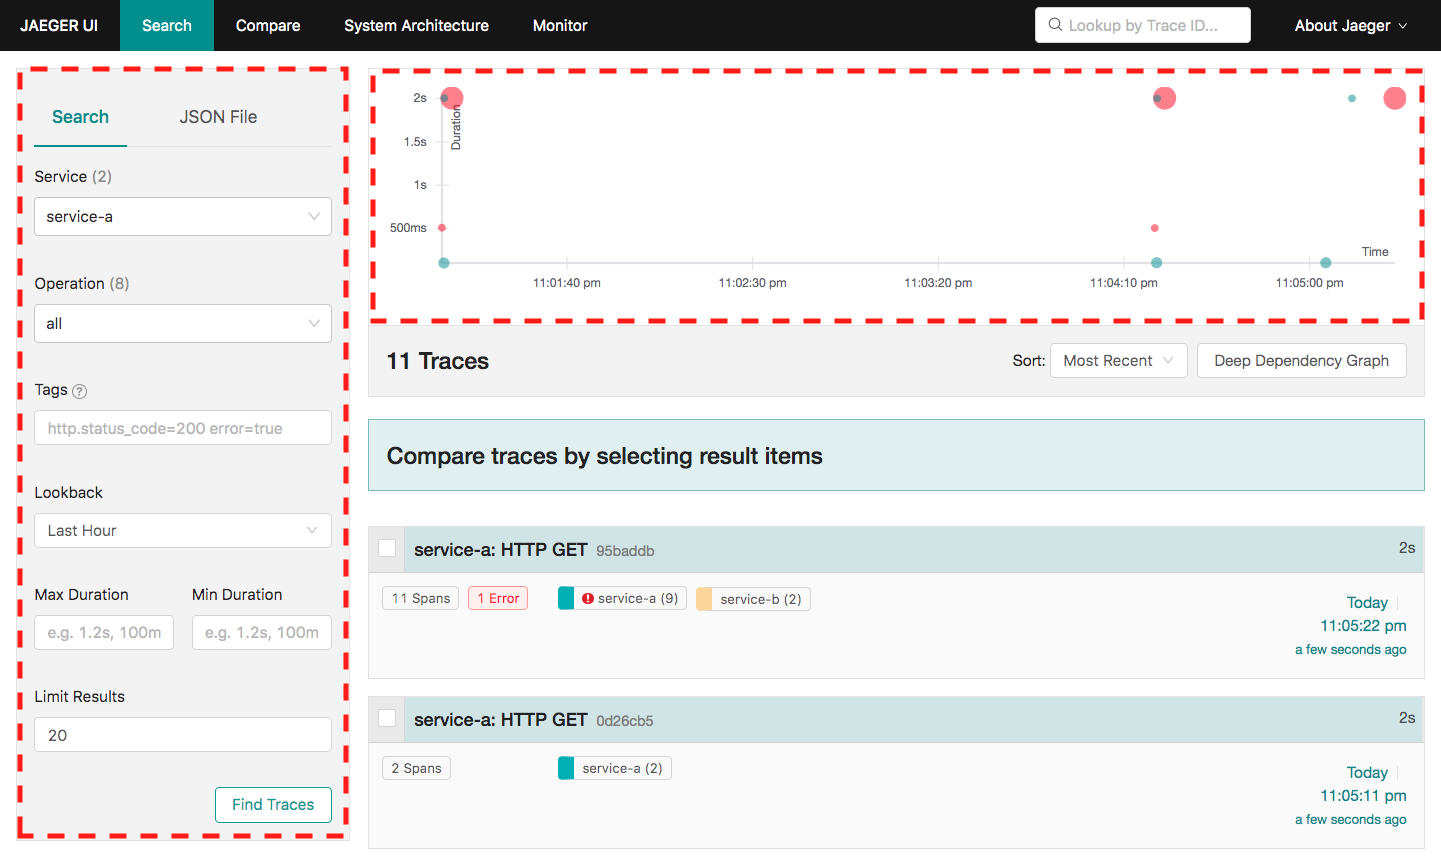 JAEGER UI Search Compare System Architecture Monitor Lookup by Trace ID... About Jaeger
Search JSON File
Service (2)
service-a
Operation (8)
all
Tags ?
http.status_code=200 error=true
Lookback
Last Hour
Max Duration Min Duration
e.g. 1.2s, 100m e.g. 1.2s, 100m
Limit Results
20
Find Traces
2s
1.5s
1s
500ms
Duration
Time
11:01:40 pm 11:02:30 pm 11:03:20 pm 11:04:10 pm 11:05:00 pm
11 Traces Sort: Most Recent Deep Dependency Graph
Compare traces by selecting result items
service-a: HTTP GET 95baddb 2s
11 Spans 1 Error service-a (9) service-b (2)
Today
11:05:22 pm
a few seconds ago
service-a: HTTP GET 0d26cb5 2s
2 Spans service-a (2)
Today
11:05:11 pm
a few seconds ago